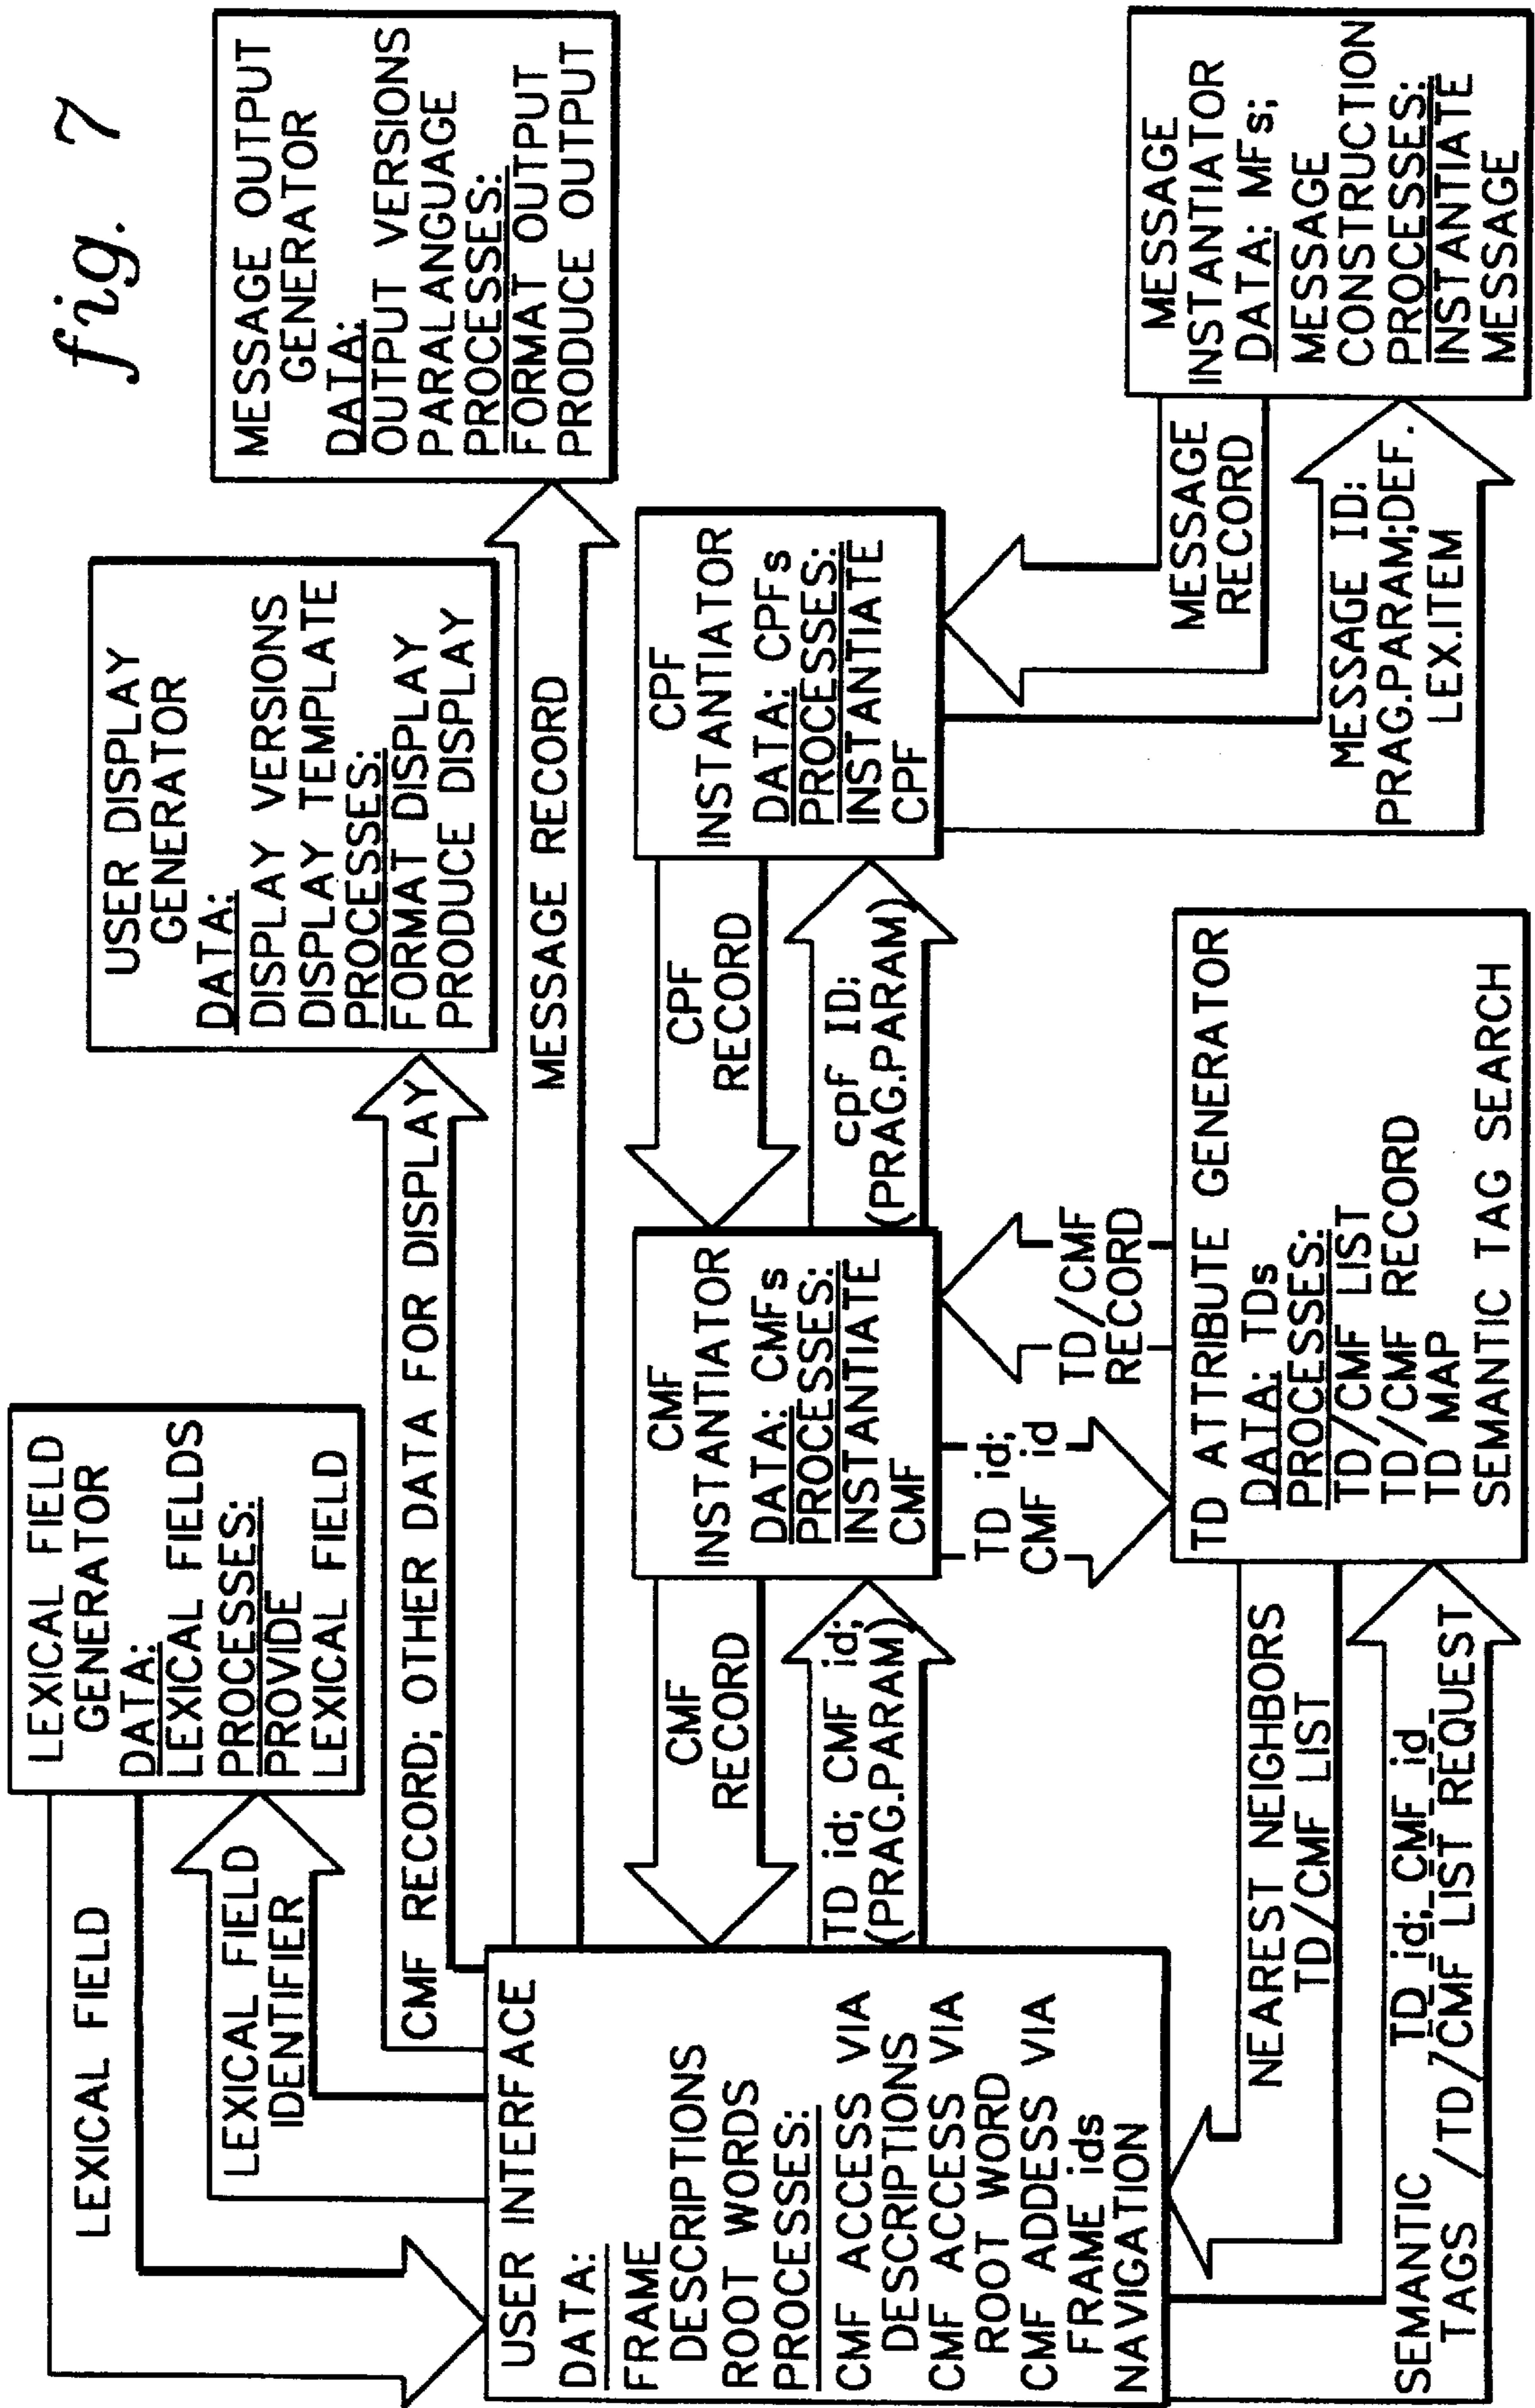 fig. 7
LEXICAL FIELD
GENERATOR
DATA:
LEXICAL FIELDS
PROCESSES:
PROVIDE
LEXICAL FIELD
LEXICAL FIELD
LEXICAL FIELD
IDENTIFIER
USER DISPLAY
GENERATOR
DATA:
DISPLAY VERSIONS
DISPLAY TEMPLATE
PROCESSES:
FORMAT DISPLAY
PRODUCE DISPLAY
MESSAGE OUTPUT
GENERATOR
DATA:
OUTPUT VERSIONS
PARALANGUAGE
PROCESSES:
FORMAT OUTPUT
PRODUCE OUTPUT
CMF RECORD; OTHER DATA FOR DISPLAY
MESSAGE RECORD
USER INTERFACE
DATA:
FRAME
DESCRIPTIONS
ROOT WORDS
PROCESSES:
CMF ACCESS VIA
DESCRIPTIONS
CMF ACCESS VIA
ROOT WORD
CMF ADDESS VIA
FRAME ids
NAVIGATION
CMF
RECORD
TD id; CMF id;
(PRAG.PARAM)
CMF
INSTANTIATOR
DATA: CMFs
PROCESSES:
INSTANTIATE
CMF
CPF
RECORD
cpf ID:
(PRAG.PARAM)
CPF
INSTANTIATOR
DATA: CPFs
PROCESSES:
INSTANTIATE
CPF
TD id;
CMF id
TD/CMF
RECORD
MESSAGE
RECORD
MESSAGE ID:
PRAG.PARAM;DEF.
LEX.ITEM
MESSAGE
INSTANTIATOR
DATA: MFs;
MESSAGE
CONSTRUCTION
PROCESSES:
INSTANTIATE
MESSAGE
NEAREST NEIGHBORS
TD/CMF LIST
SEMANTIC TD id; CMF id
TAGS /TD/CMF LIST REQUEST
TD ATTRIBUTE GENERATOR
DATA: TDs
PROCESSES:
TD/CMF LIST
TD/CMF RECORD
TD MAP
SEMANTIC TAG SEARCH